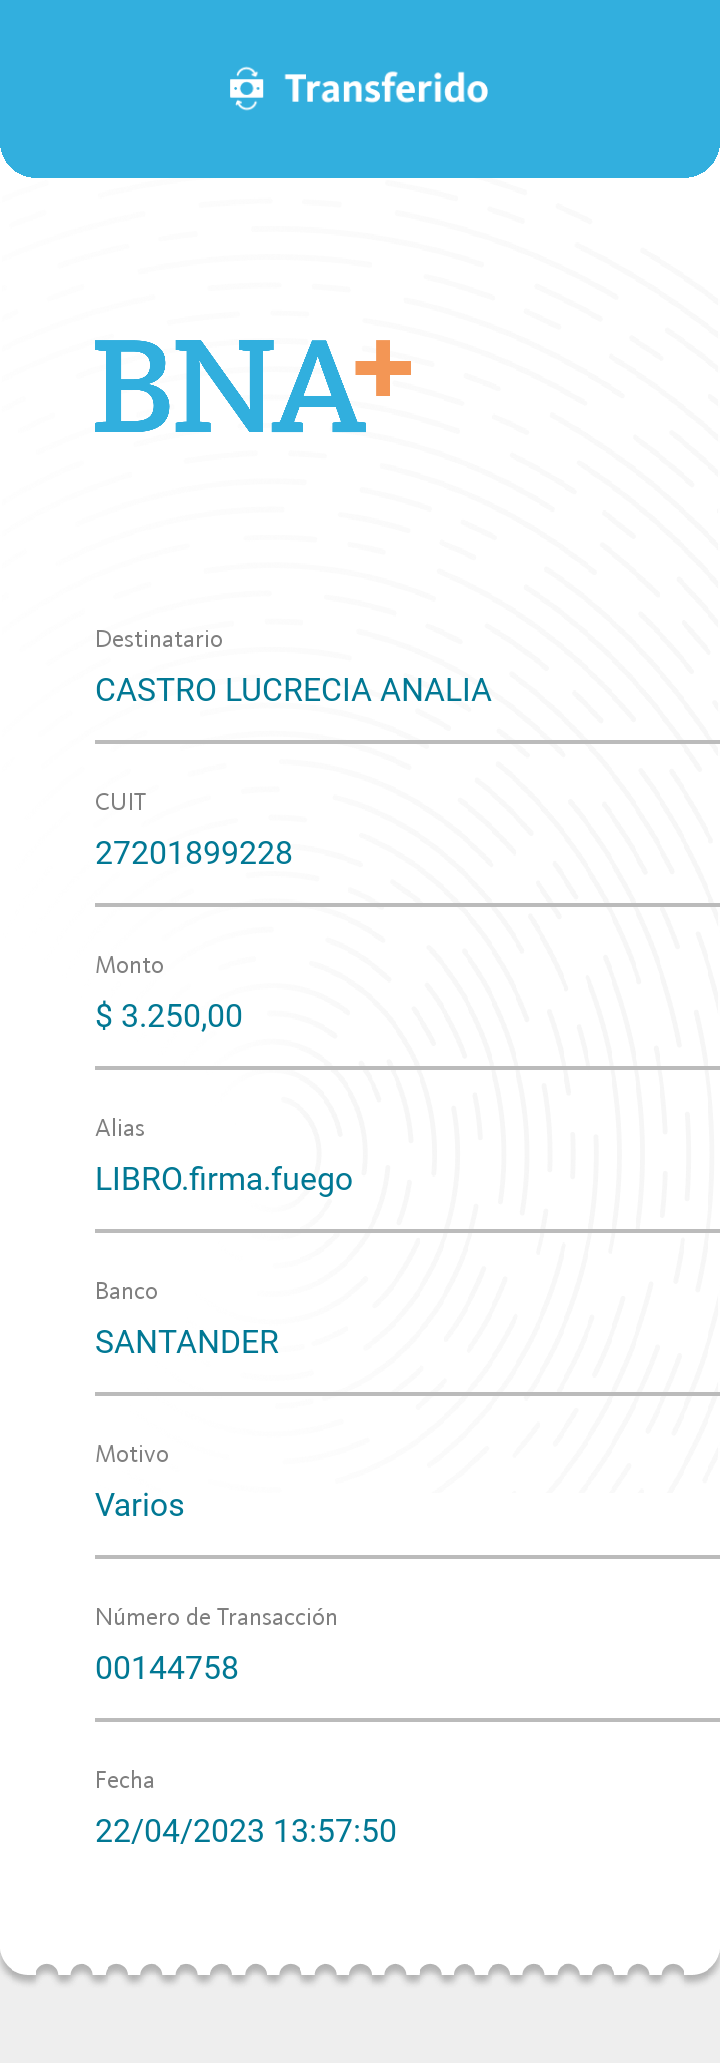 Transferido
BNA+
Destinatario
CASTRO LUCRECIA ANALIA
CUIT
27201899228
Monto
$ 3.250,00
Alias
LIBRO.firma.fuego
Banco
SANTANDER
Motivo
Varios
Número de Transacción
00144758
Fecha
22/04/2023 13:57:50